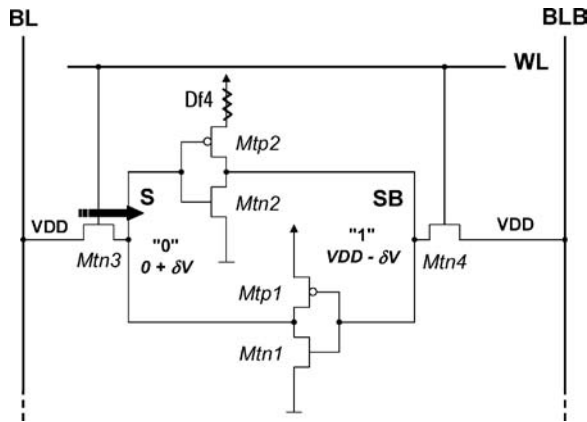 BL
BLB
WL
Df4
Mtp2
S
Mtn2
SB
VDD
"0"
"1"
VDD
0 + δV
VDD - δV
Mtn3
Mtn4
Mtp1
Mtn1